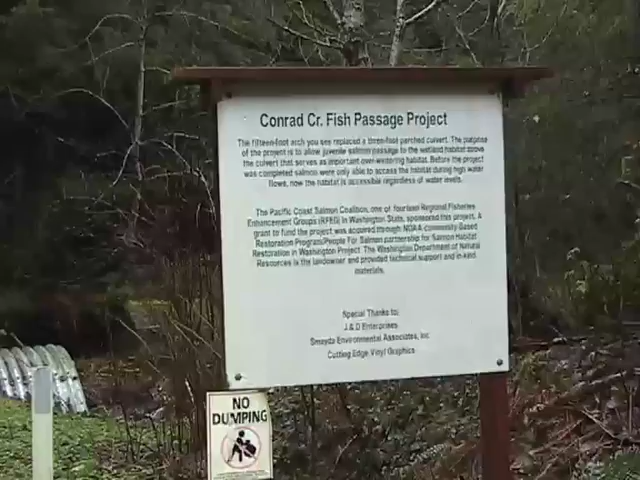 Conrad Cr. Fish Passage Project
The fifteen-foot arch you see replaced a three-foot perched culvert. The purpose
of the project is to allow juvenile salmon passage to the wetland habitat above
the culvert that serves as important over-wintering habitat. Before the project
was completed salmon were only able to access the habitat during high water
flows, now the habitat is accessible regardless of water levels.
The Pacific Coast Salmon Coalition, one of fourteen Regional Fisheries
Enhancement Groups (RFEG) in Washington State, sponsored this project. A
grant to fund the project was acquired through NOAA community-Based
Restoration Program/People For Salmon partnership for Salmon Habitat
Restoration in Washington Project. The Washington Department of Natural
Resources is the landowner and provided technical support and in-kind
materials.
Special Thanks to:
J & D Enterprises
Smayda Environmental Associates, Inc
Cutting Edge Vinyl Graphics
NO
DUMPING